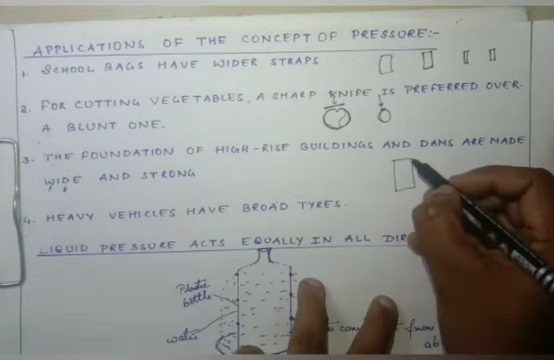 APPLICATIONS OF THE CONCEPT OF PRESSURE:-
1. SCHOOL BAGS HAVE WIDER STRAPS
2. FOR CUTTING VEGETABLES, A SHARP KNIFE IS PREFERRED OVER
A BLUNT ONE.
3. THE FOUNDATION OF HIGH-RISE BUILDINGS AND DAMS ARE MADE
WIDE AND STRONG
4. HEAVY VEHICLES HAVE BROAD TYRES.
LIQUID PRESSURE ACTS EQUALLY IN ALL DIR
Plastic
bottle
water
from